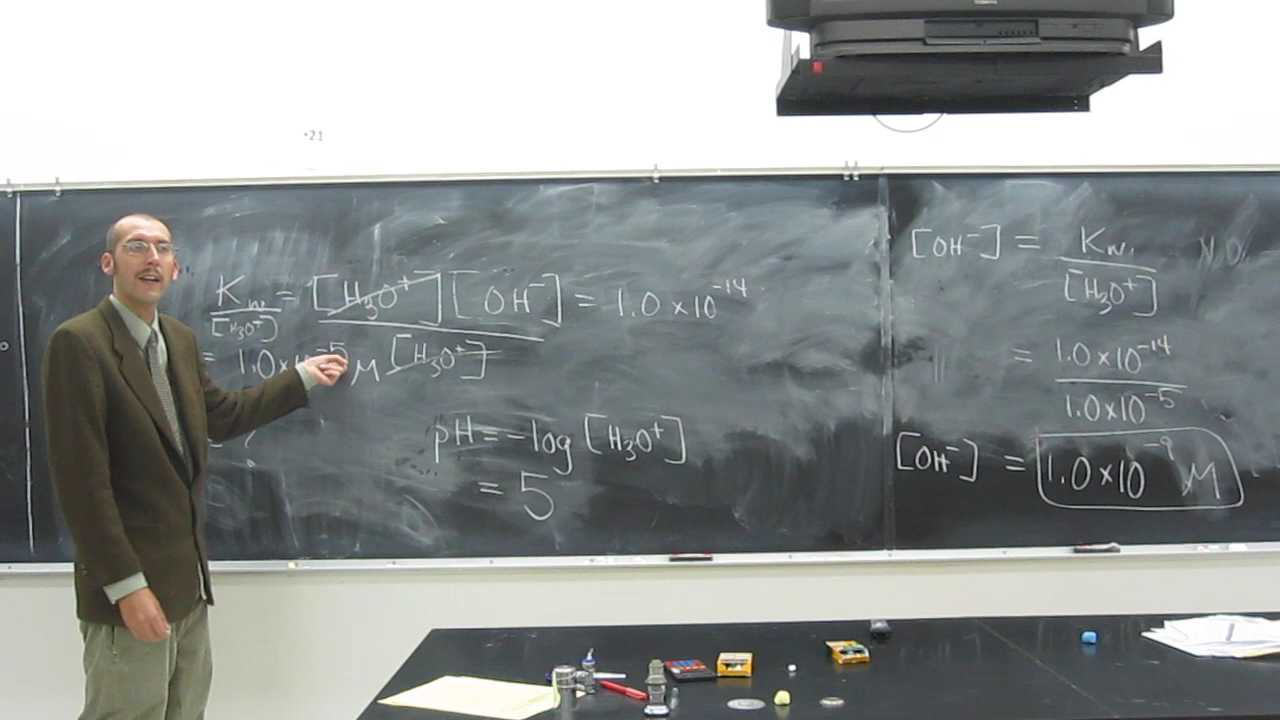 •21
Kw = [H₃O⁺][OH⁻] = 1.0×10⁻¹⁴
[H₃O⁺]
= 1.0×10⁻⁵ M [H₃O⁺]
= ?
pH = -log [H₃O⁺]
= 5
[OH⁻] = Kw
[H₃O⁺]
= 1.0×10⁻¹⁴
1.0×10⁻⁵
[OH⁻] = 1.0×10⁻⁹ M